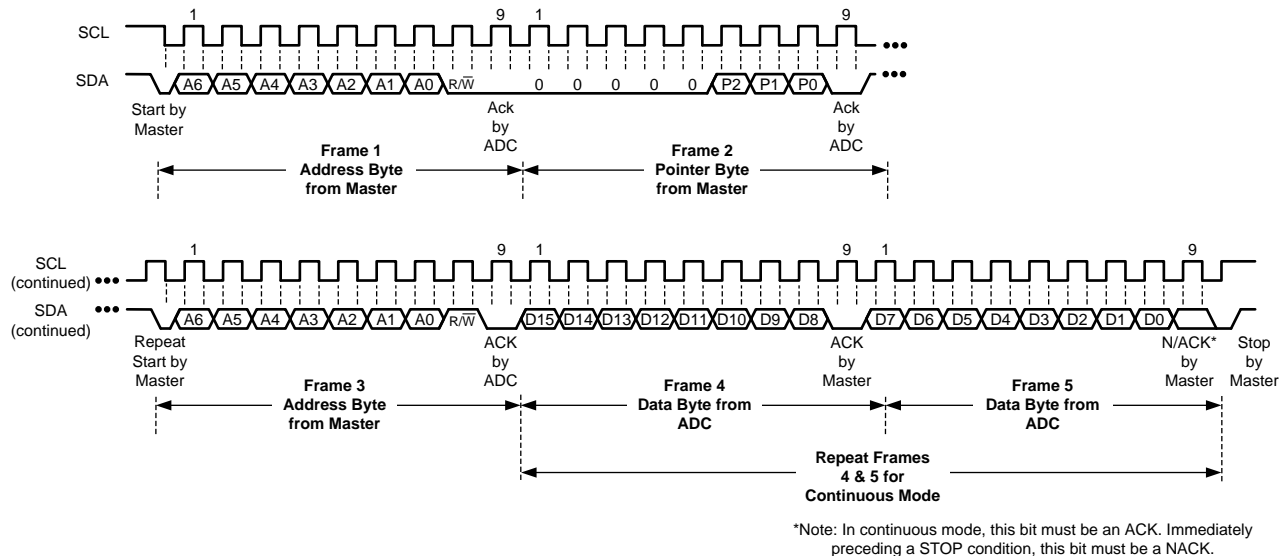 1 9 1 9
SCL
SDA A6 A5 A4 A3 A2 A1 A0 R/W̅ 0 0 0 0 0 P2 P1 P0
Start by
Master
Ack
by
ADC
Ack
by
ADC
Frame 1
Address Byte
from Master
Frame 2
Pointer Byte
from Master
1 9 1 9 1 9
SCL
(continued)
SDA
(continued)
A6 A5 A4 A3 A2 A1 A0 R/W̅ D15 D14 D13 D12 D11 D10 D9 D8 D7 D6 D5 D4 D3 D2 D1 D0
Repeat
Start by
Master
ACK
by
ADC
ACK
by
Master
N/ACK*
by
Master
Stop
by
Master
Frame 3
Address Byte
from Master
Frame 4
Data Byte from
ADC
Frame 5
Data Byte from
ADC
Repeat Frames
4 & 5 for
Continuous Mode
*Note: In continuous mode, this bit must be an ACK. Immediately
preceding a STOP condition, this bit must be a NACK.